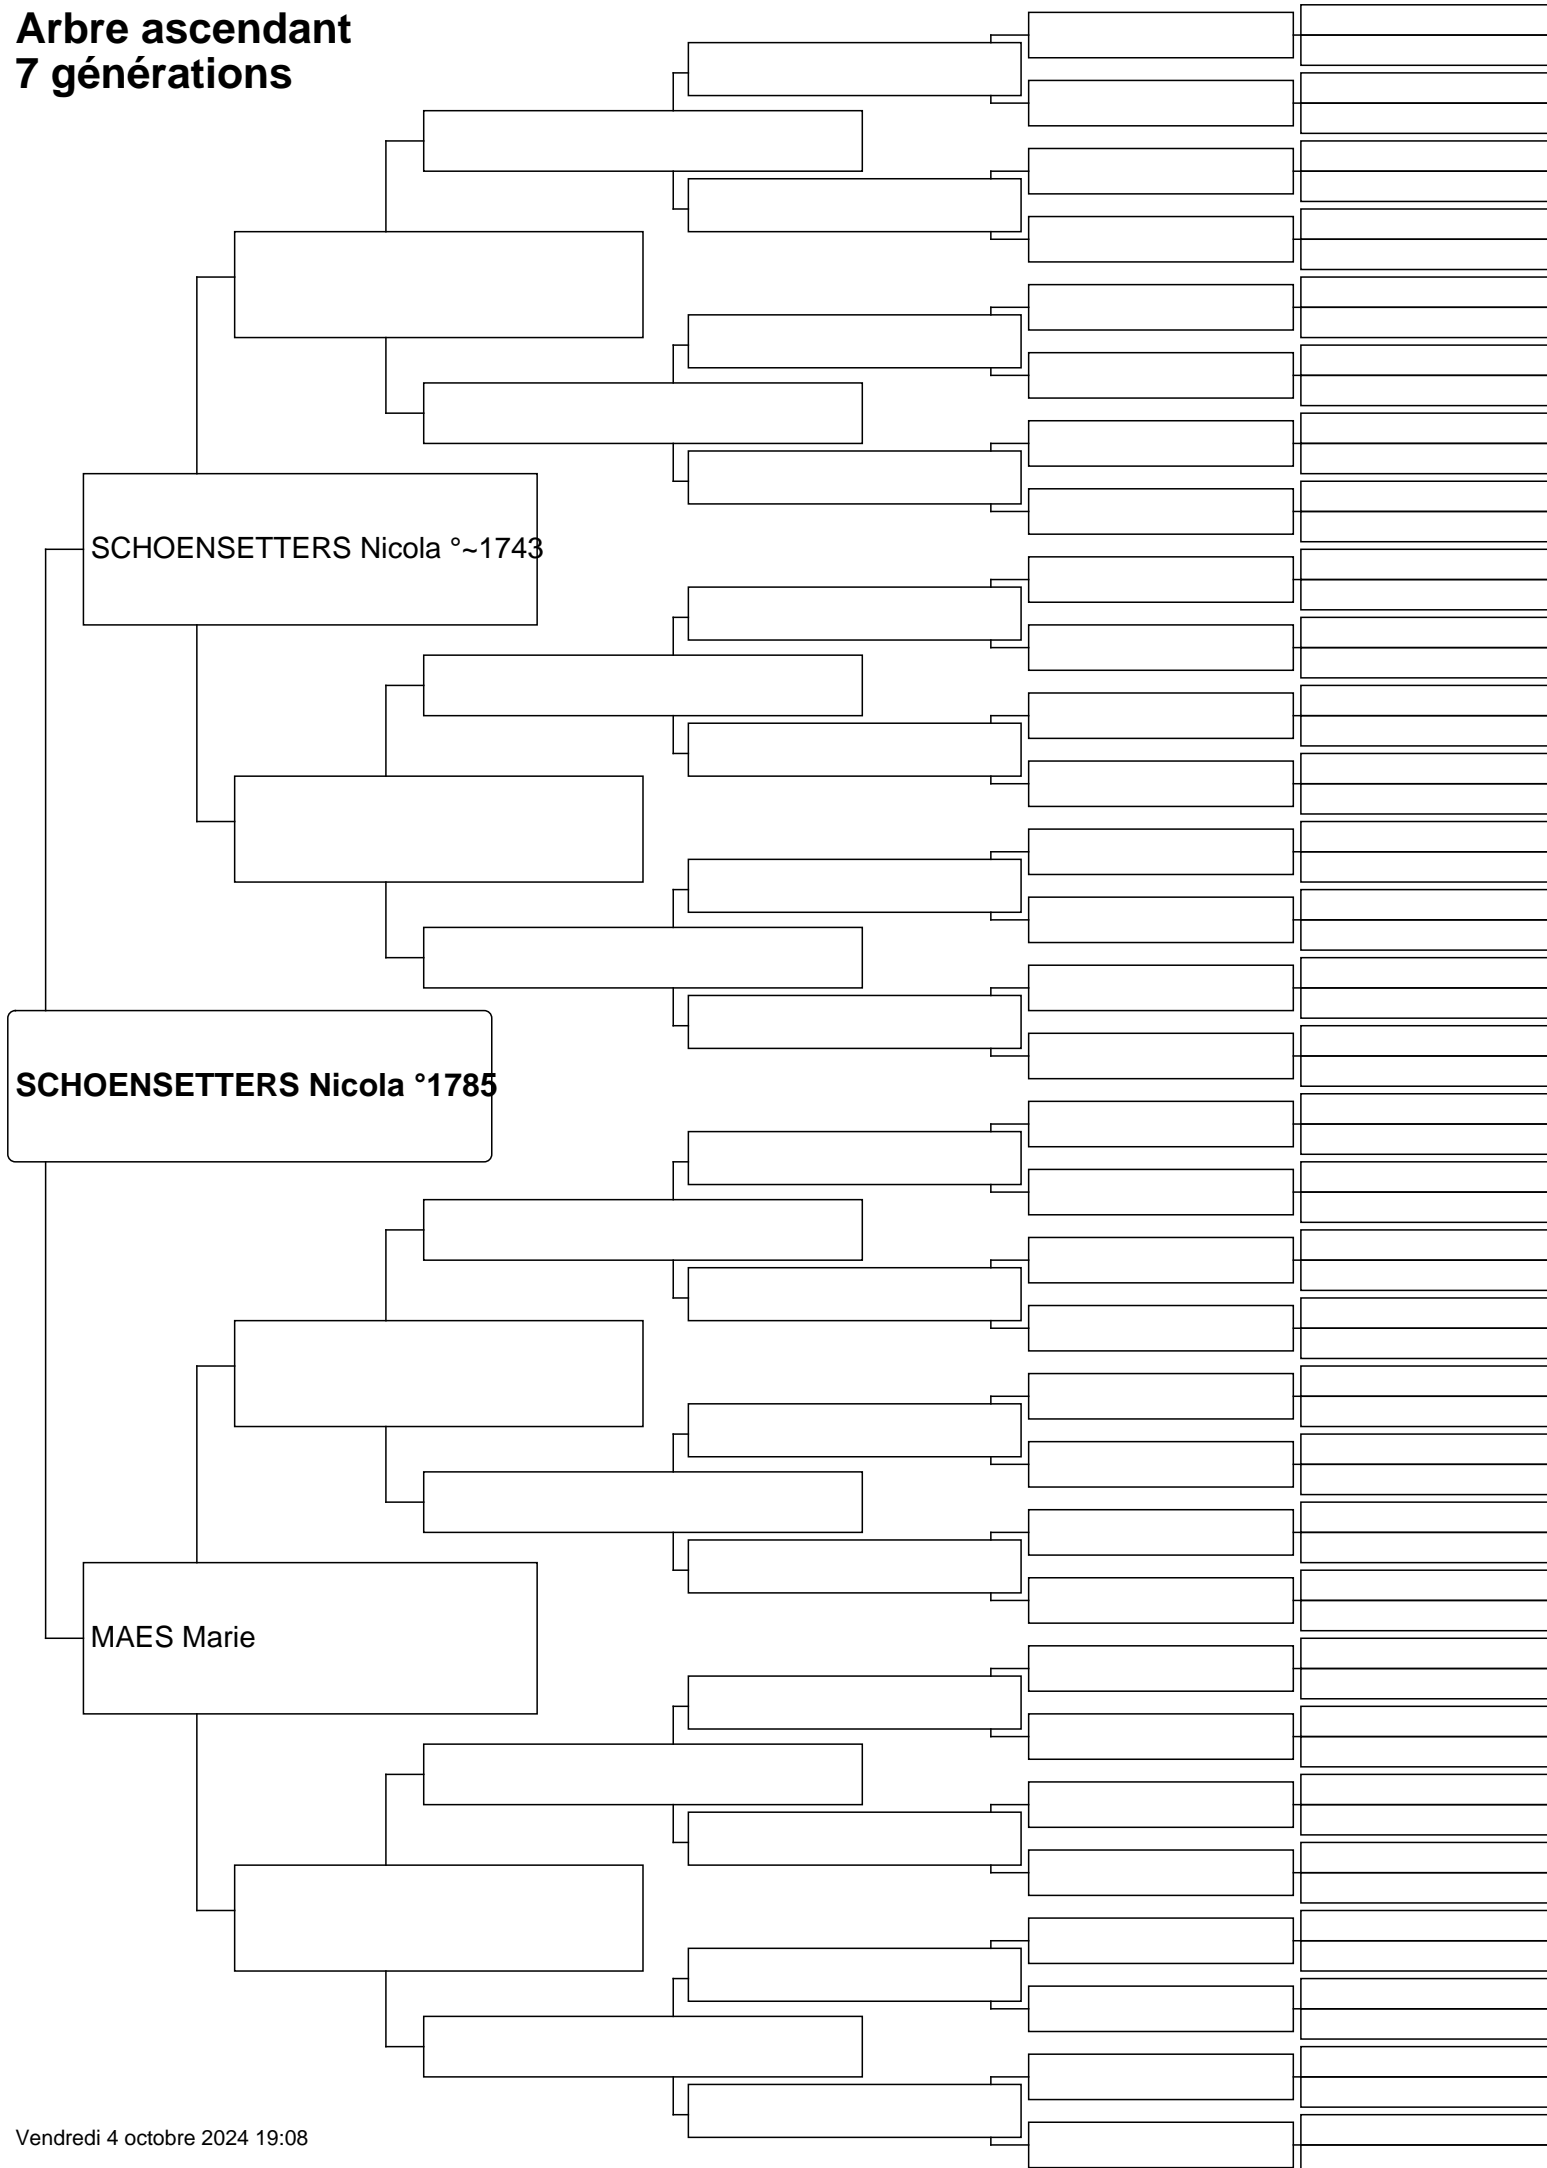 Arbre ascendant
7 générations
SCHOENSETTERS Nicola °~1743
SCHOENSETTERS Nicola °1785
MAES Marie
Vendredi 4 octobre 2024 19:08